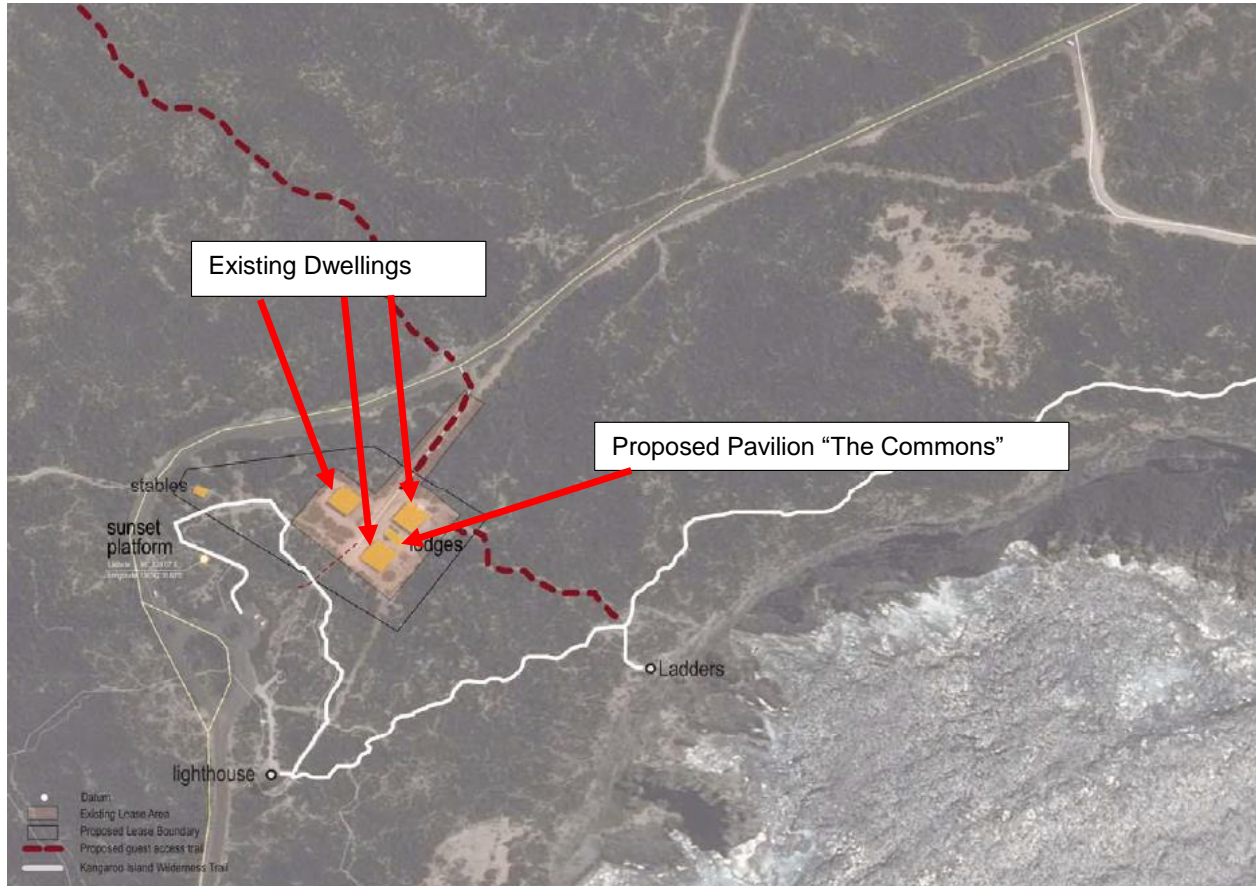 Existing Dwellings
Proposed Pavilion “The Commons”
stables
sunset
platform
lodges
Ladders
lighthouse
Datum
Existing Lease Area
Proposed Lease Boundary
Proposed guest access trail
Kangaroo Island Wilderness Trail